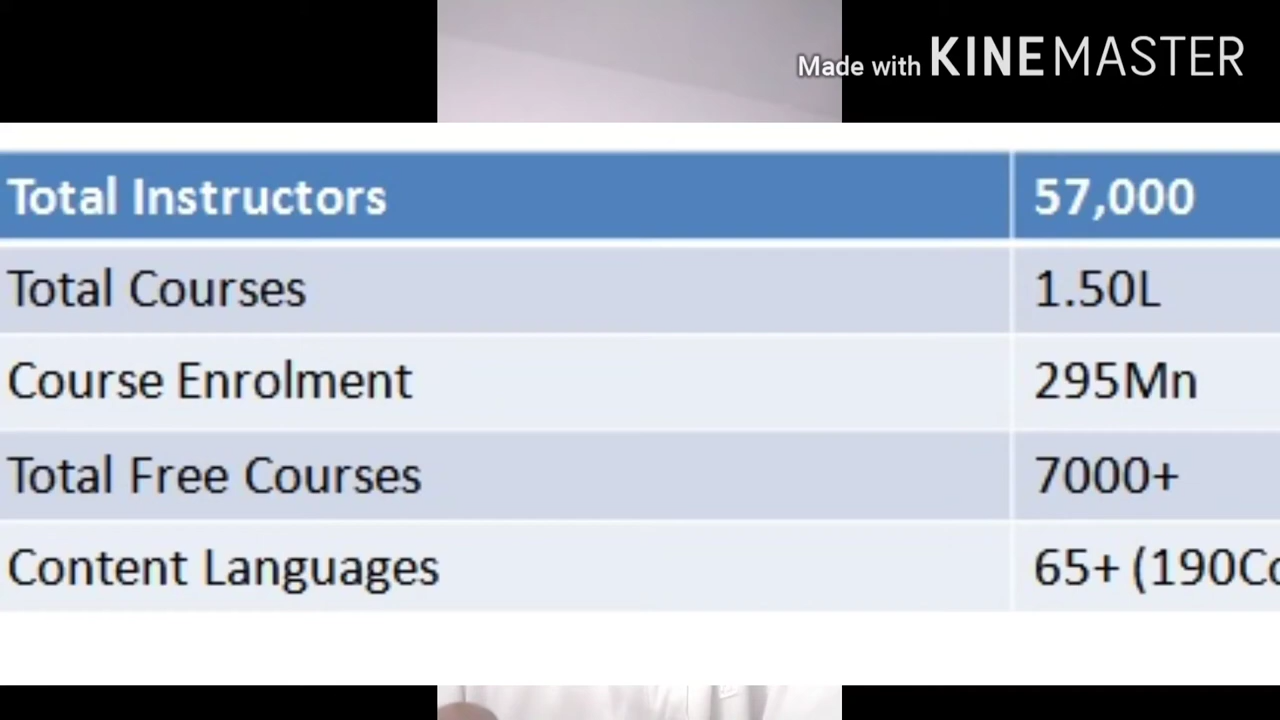 Made with KINEMASTER
Total Instructors 57,000
Total Courses 1.50L
Course Enrolment 295Mn
Total Free Courses 7000+
Content Languages 65+ (190Co